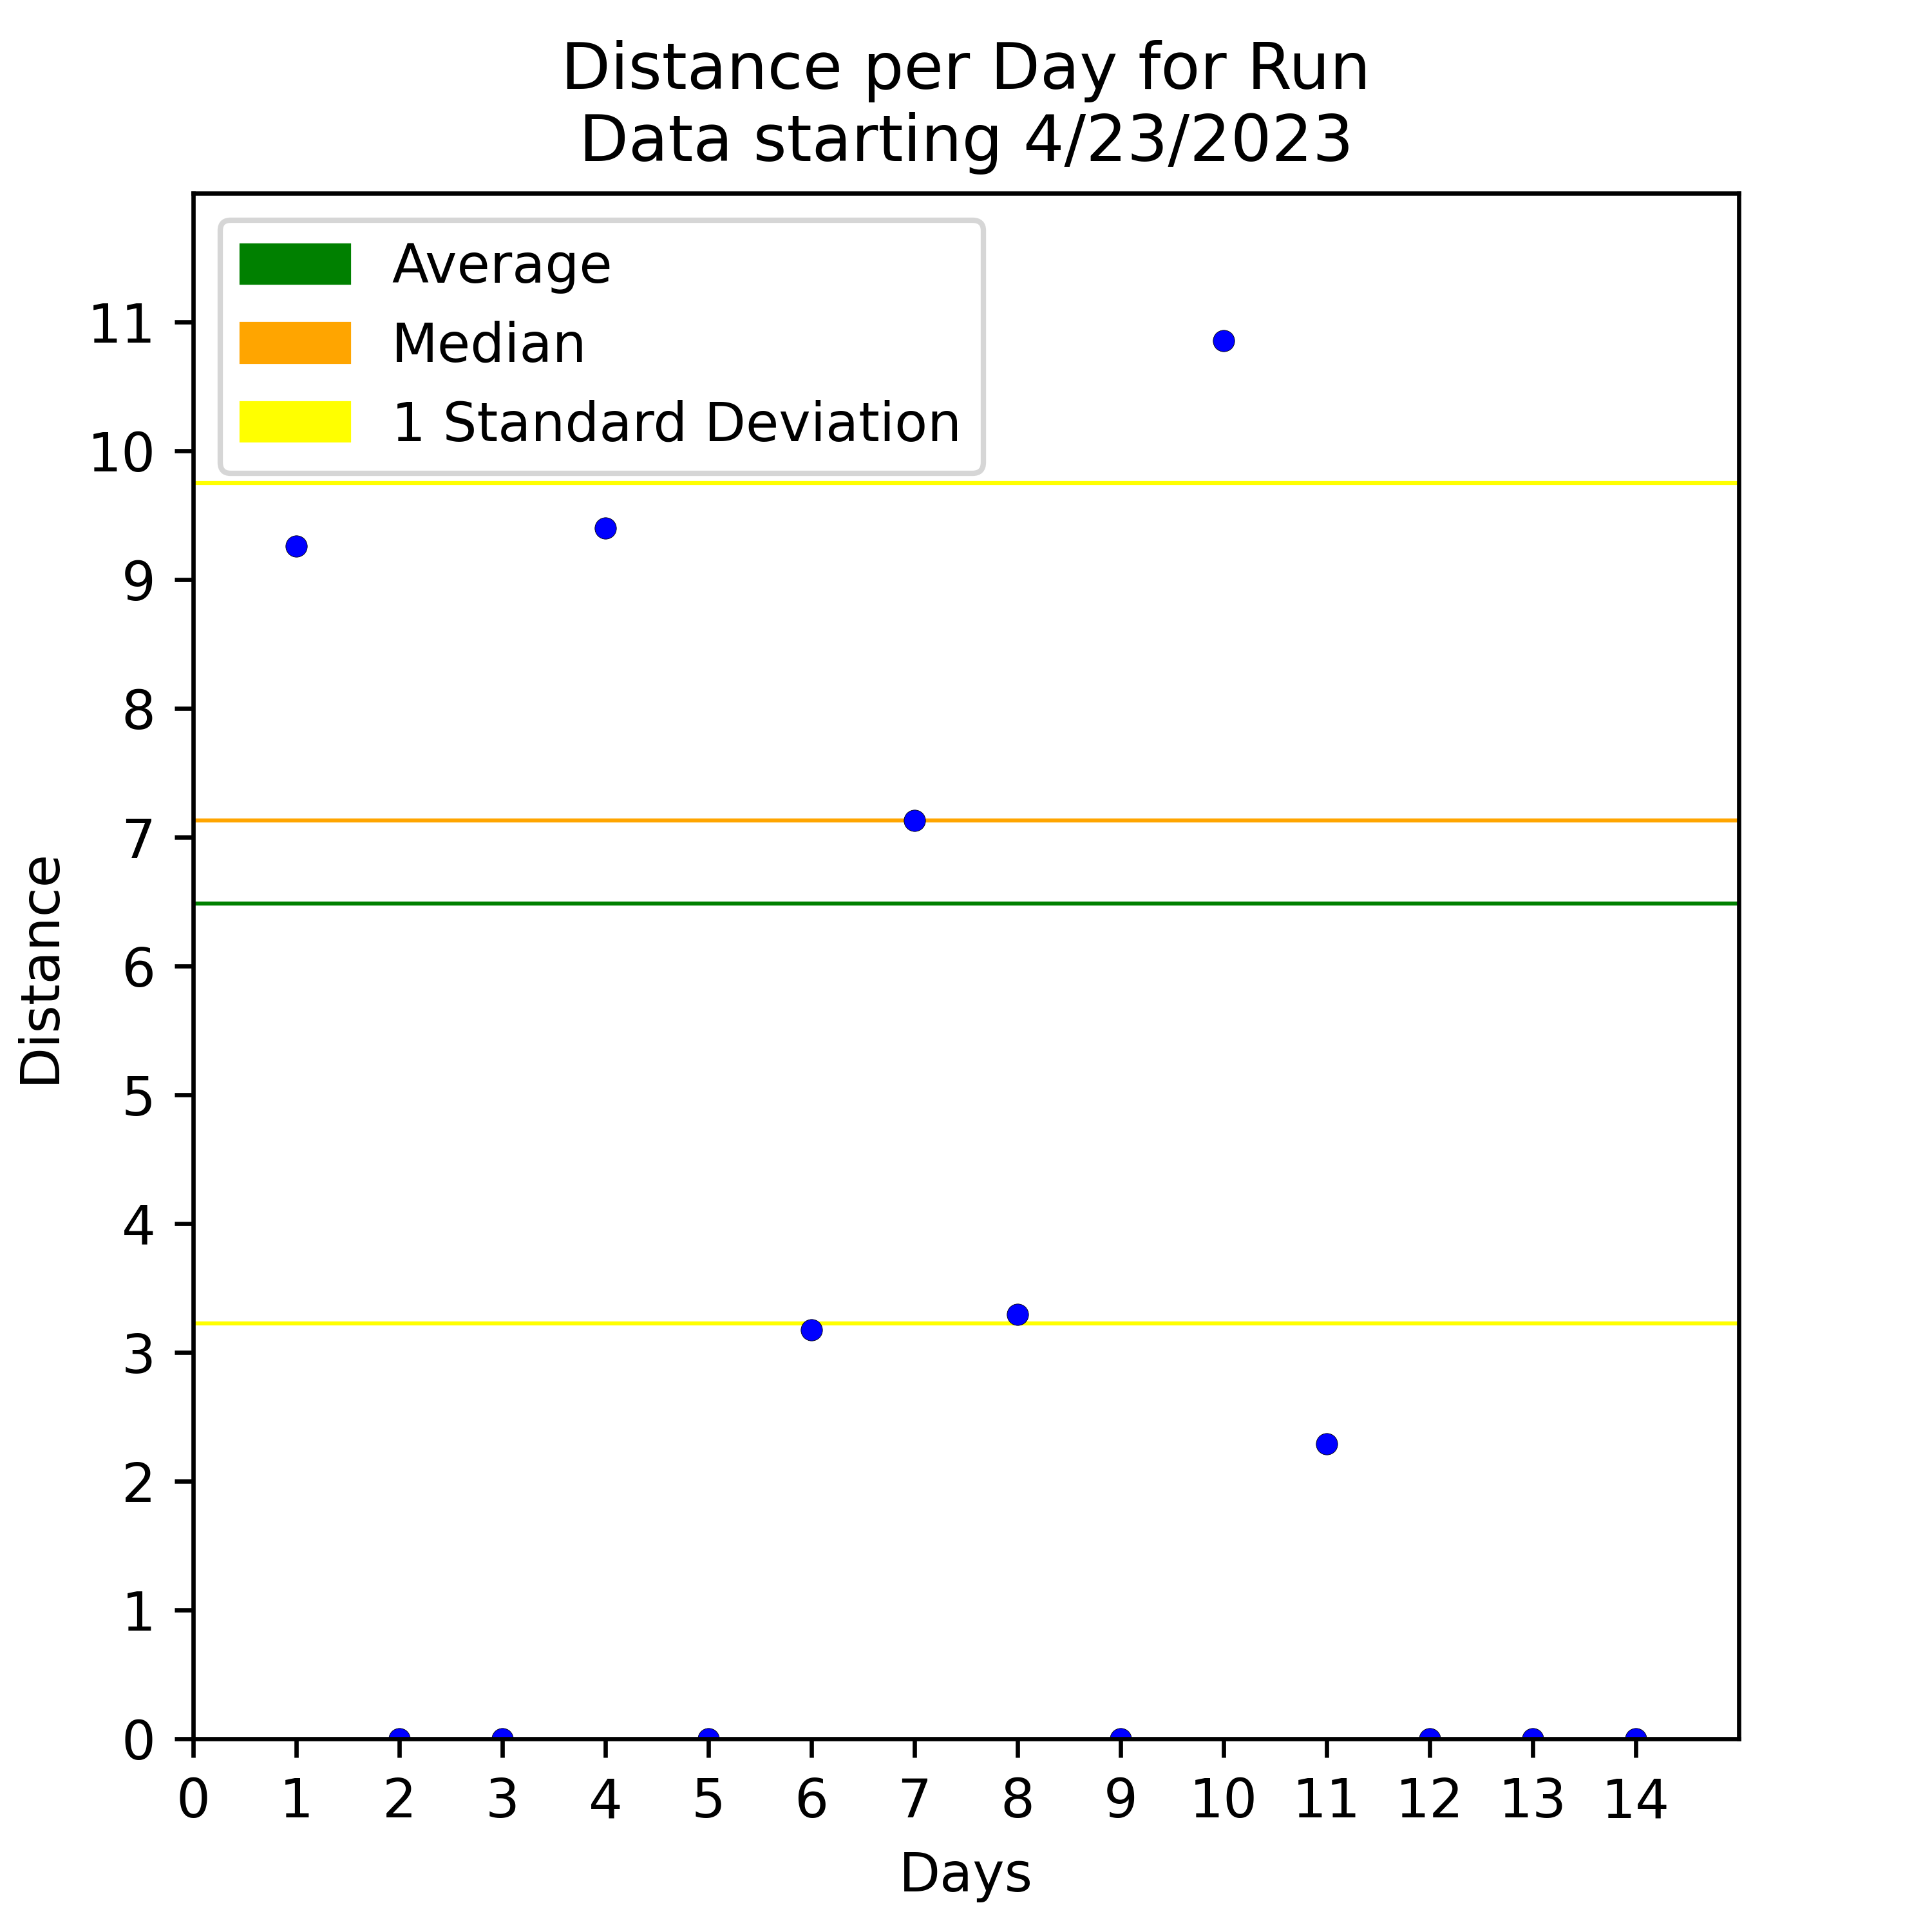 Distance per Day for Run
Data starting 4/23/2023
Average
Median
1 Standard Deviation
11
10
9
8
7
6
5
4
3
2
1
0
Distance
0 1 2 3 4 5 6 7 8 9 10 11 12 13 14
Days